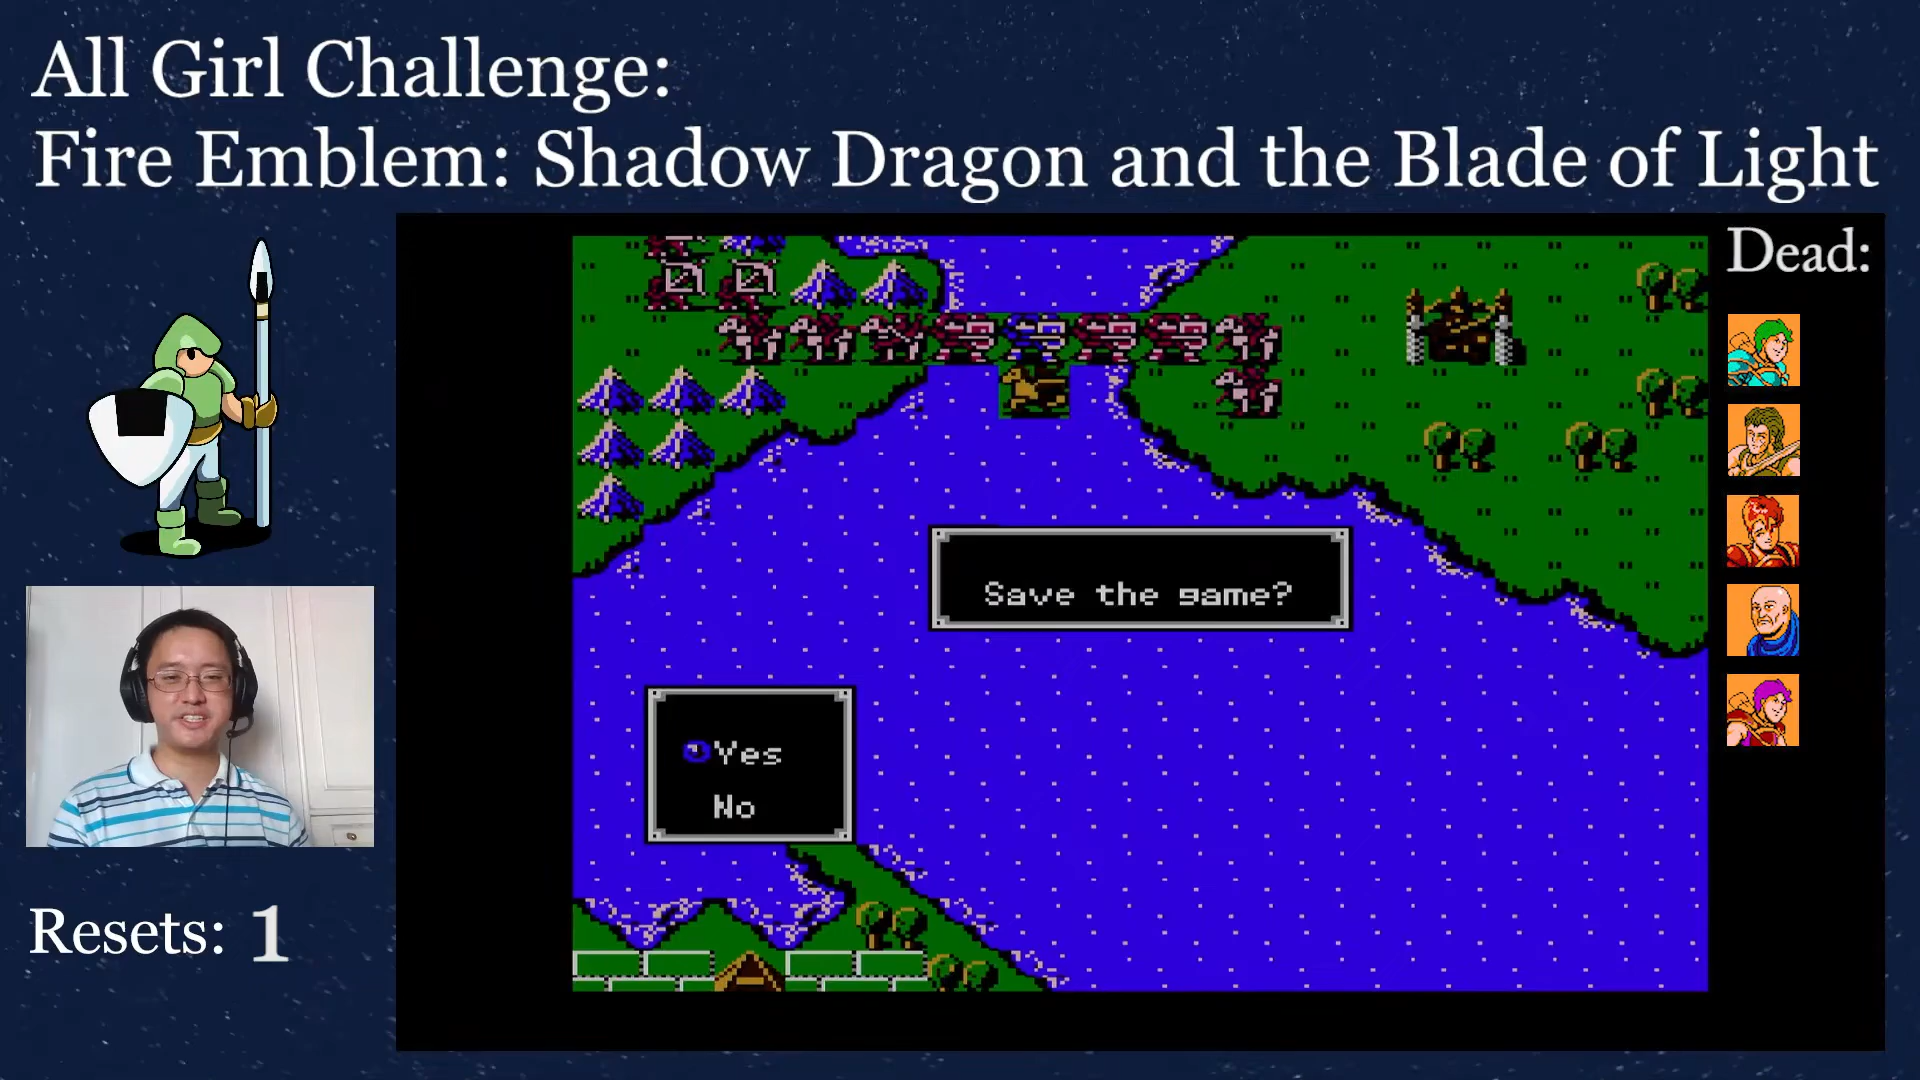 All Girl Challenge:
Fire Emblem: Shadow Dragon and the Blade of Light
Dead:
Save the game?
Yes
No
Resets: 1